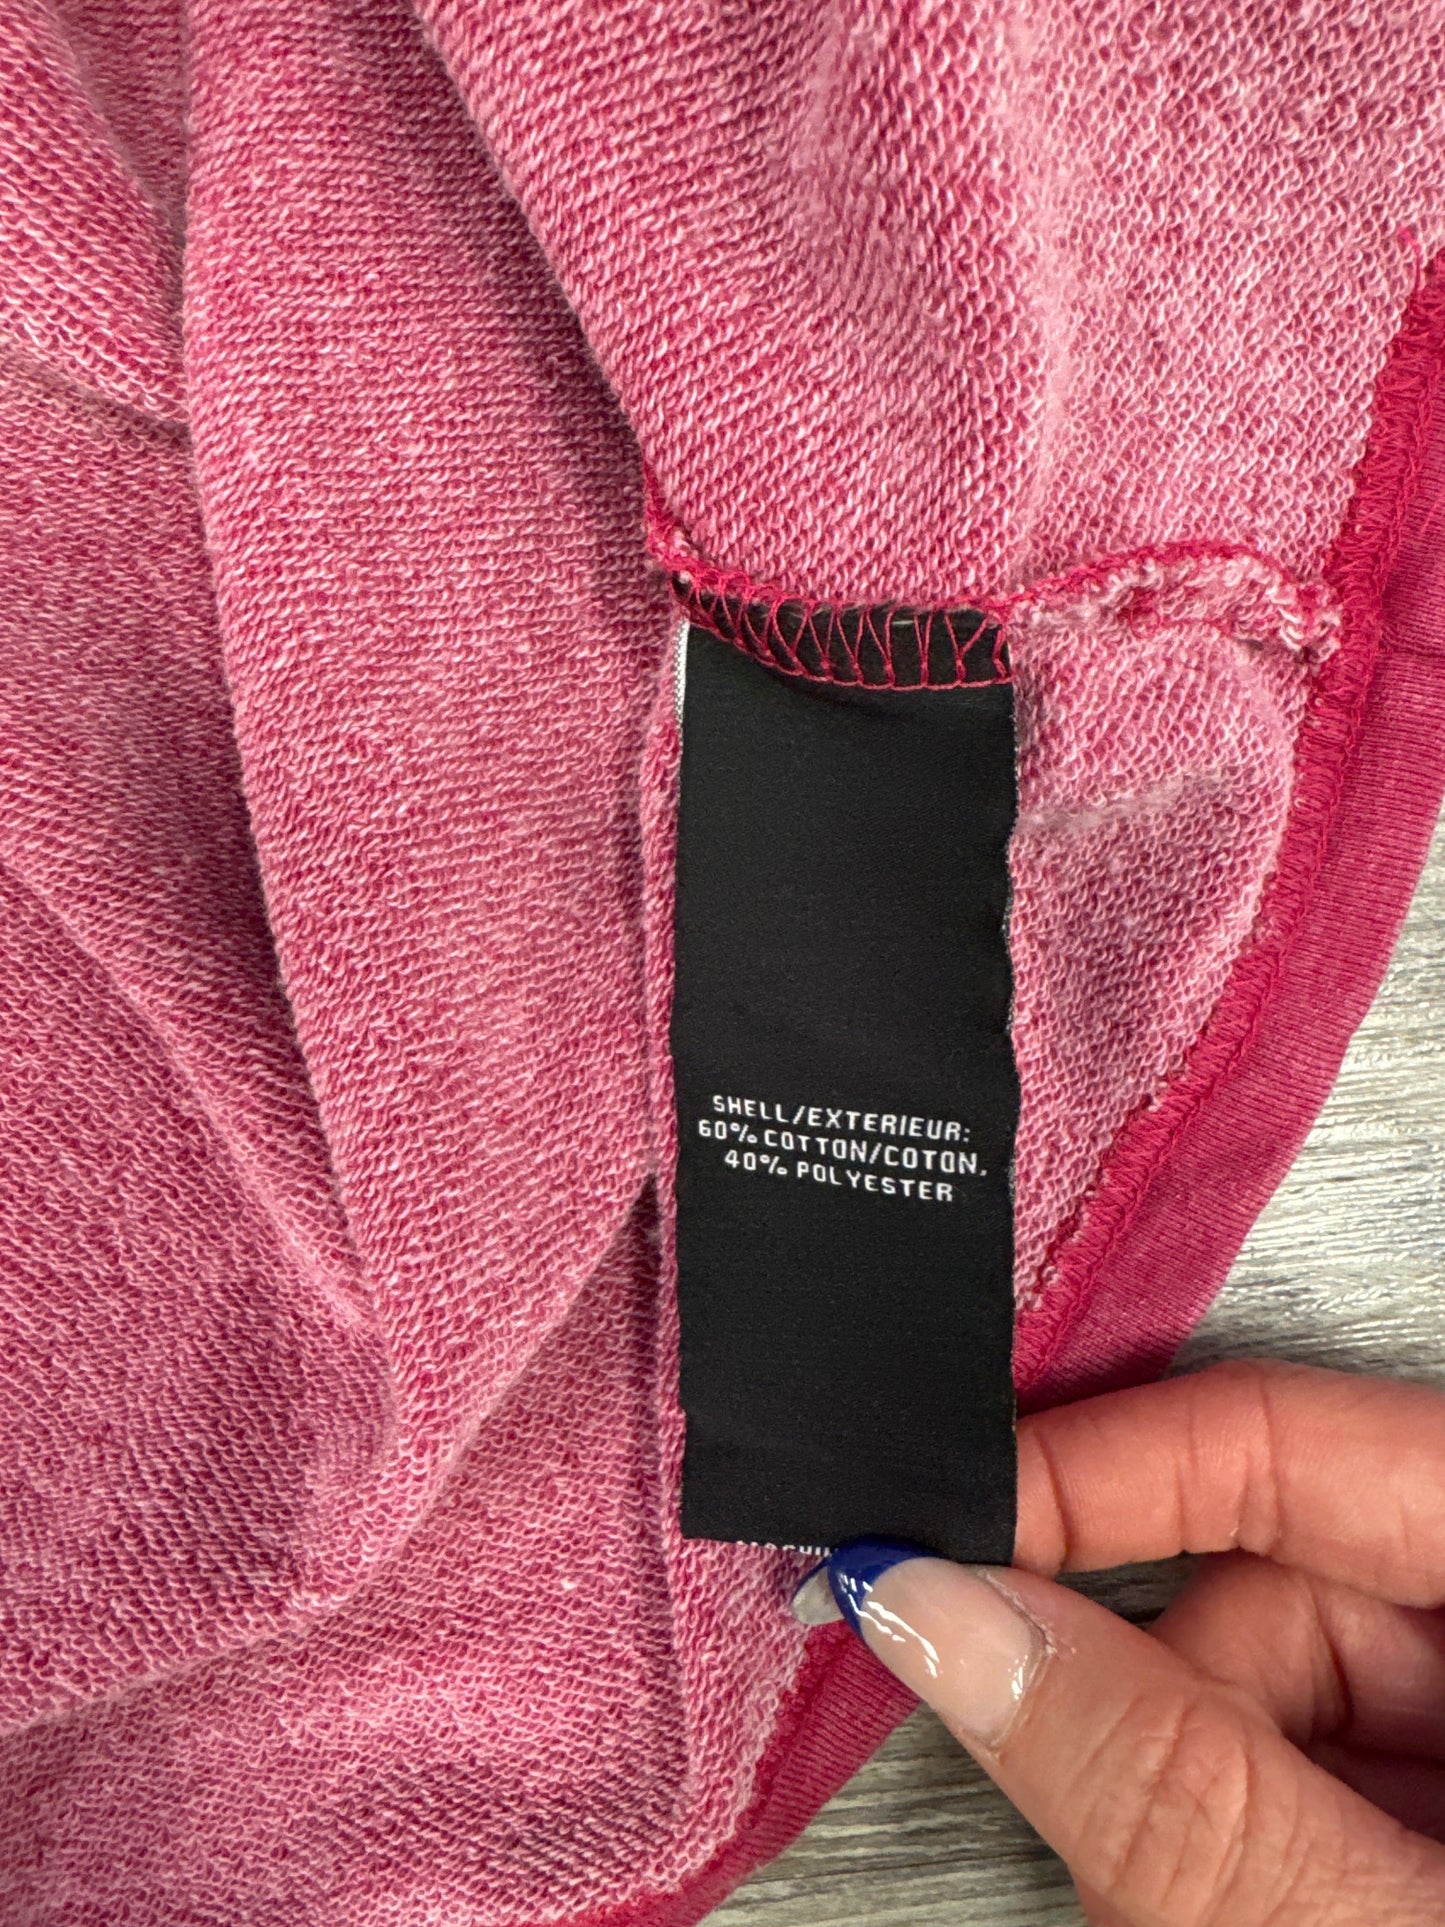 SHELL/EXTERIEUR:
60% COTTON/COTON,
40% POLYESTER